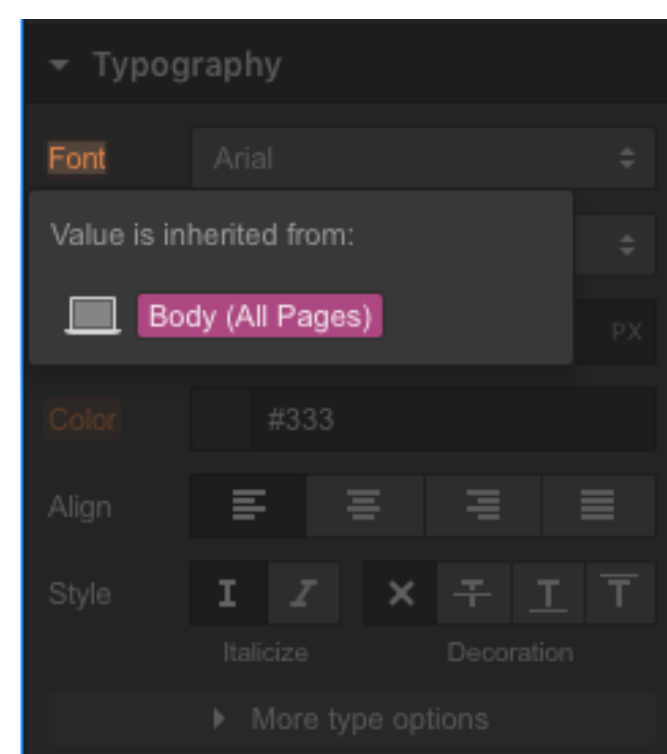 Typography
Font Arial
Value is inherited from:
Body (All Pages)
PX
Color #333
Align
Style
Italicize Decoration
More type options